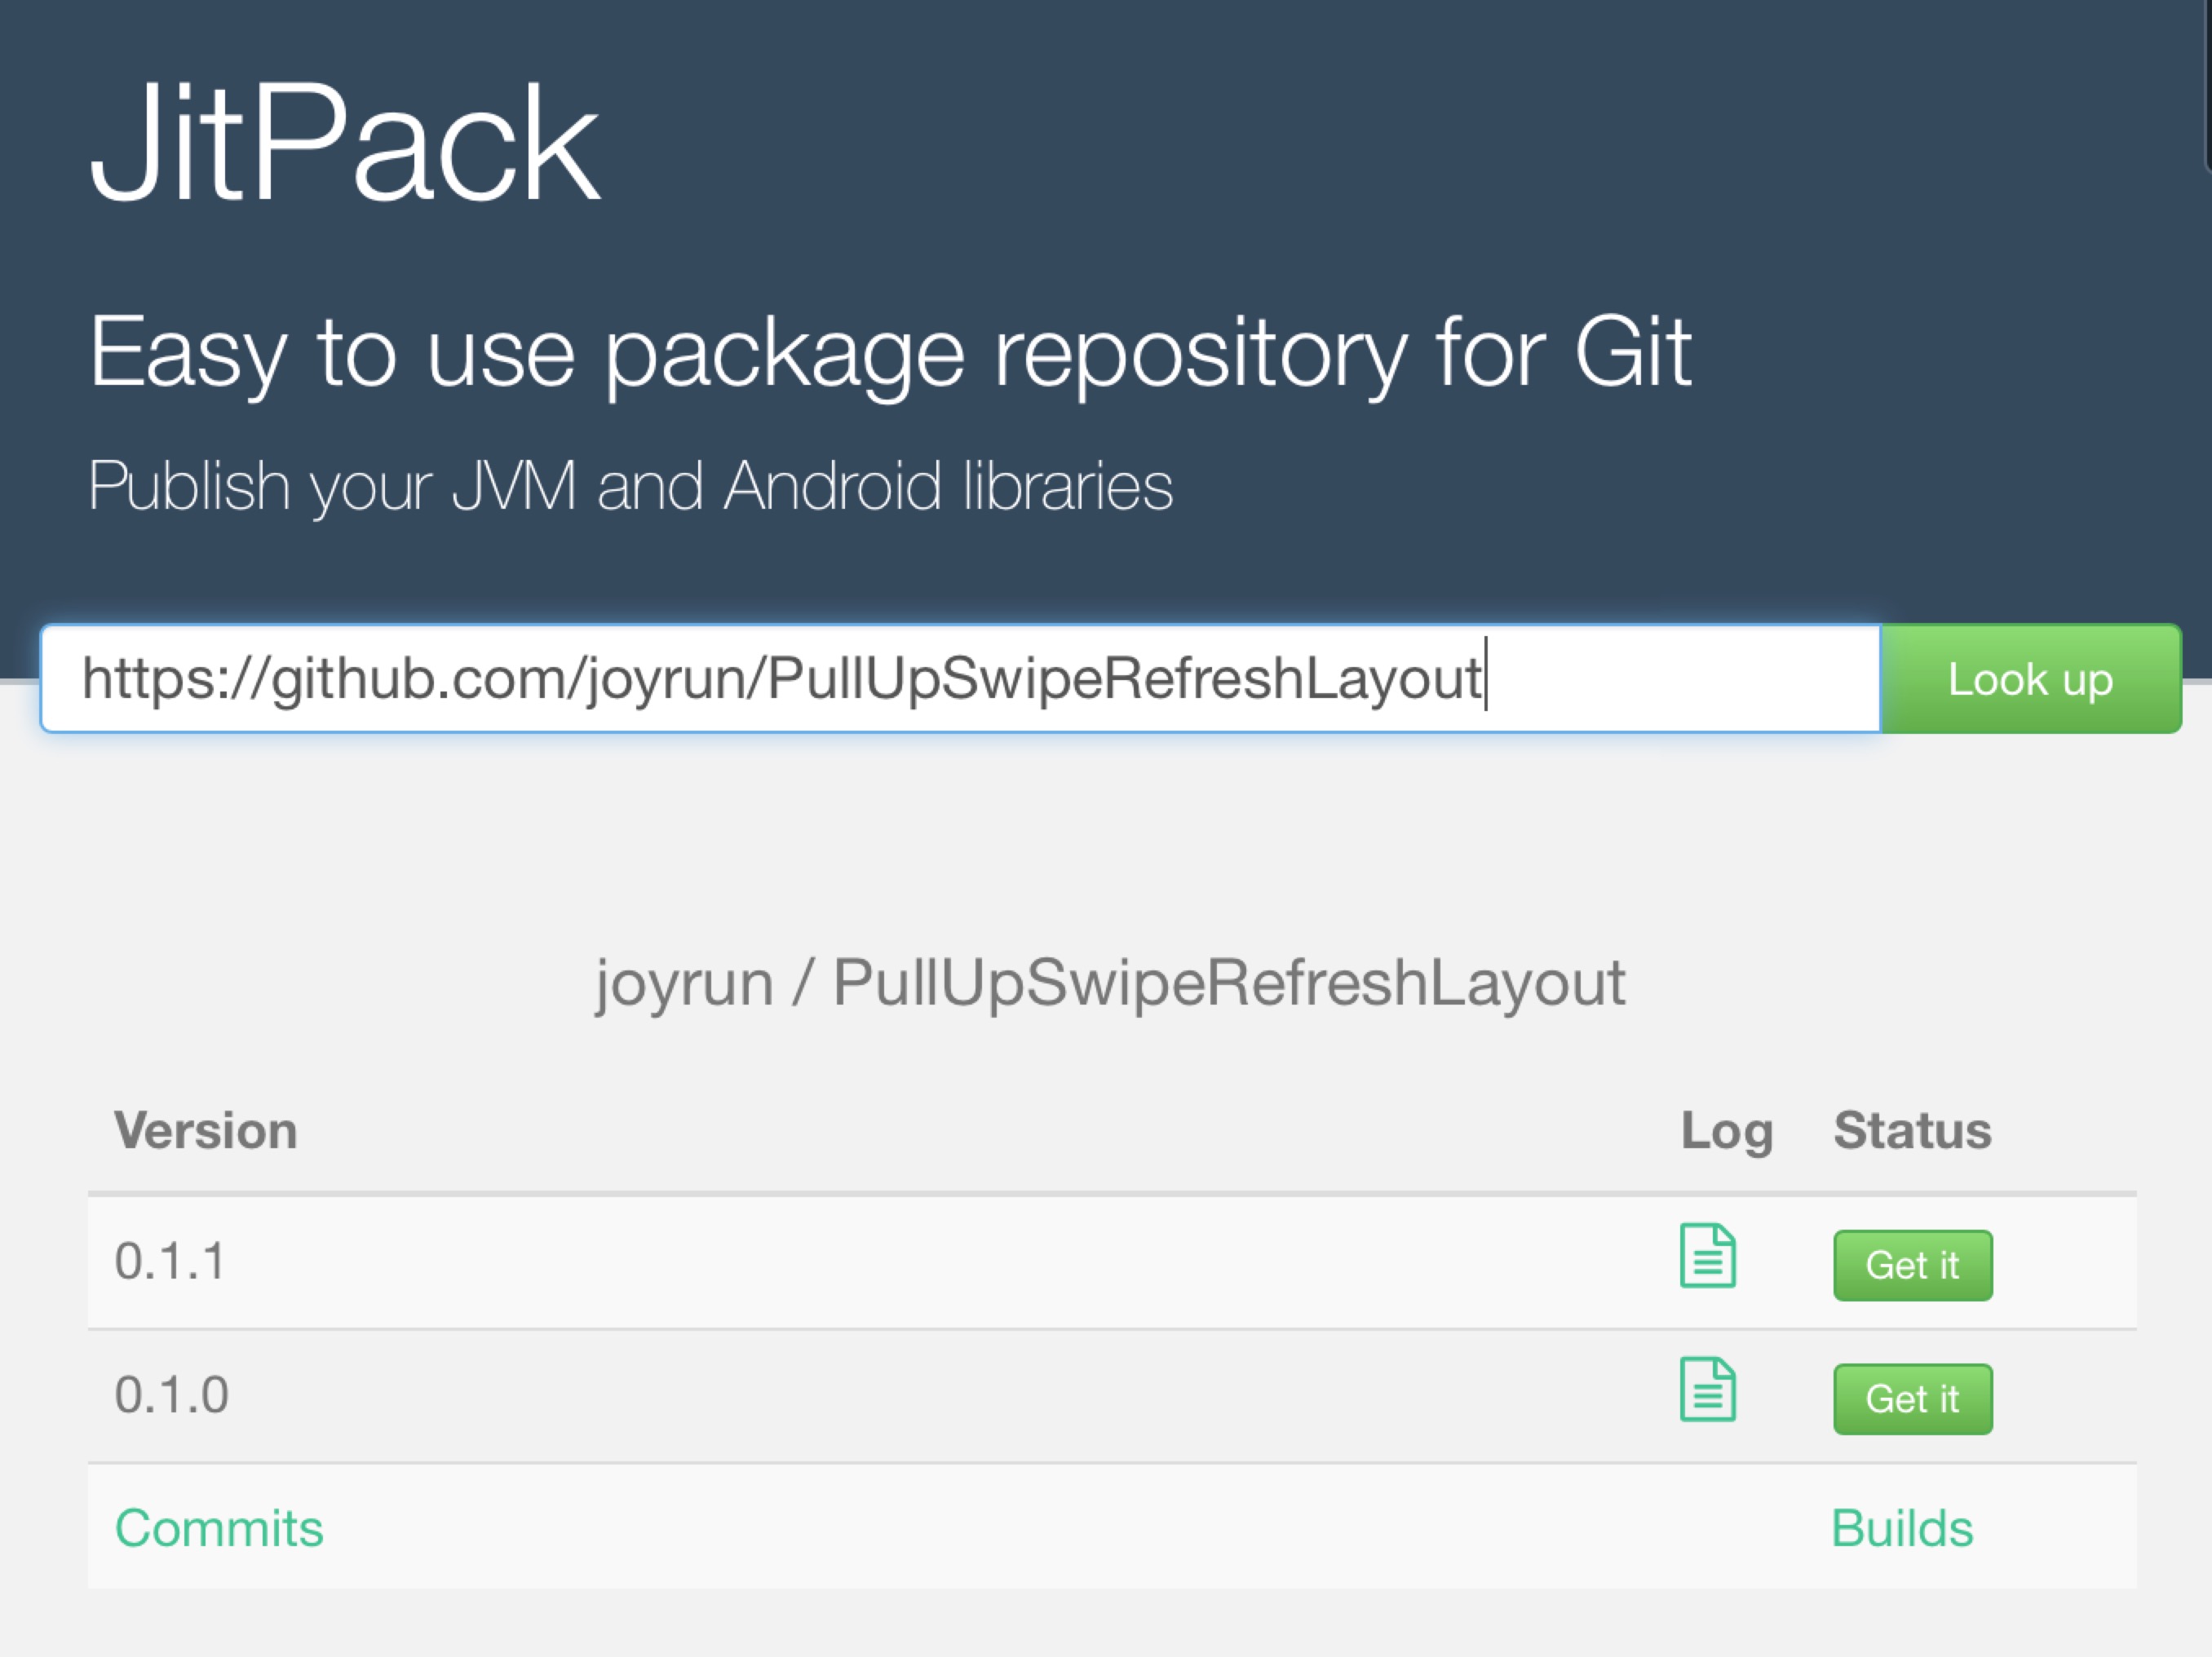 JitPack
Easy to use package repository for Git
Publish your JVM and Android libraries
https://github.com/joyrun/PullUpSwipeRefreshLayout Look up
joyrun / PullUpSwipeRefreshLayout
Version Log Status
0.1.1 Get it
0.1.0 Get it
Commits Builds